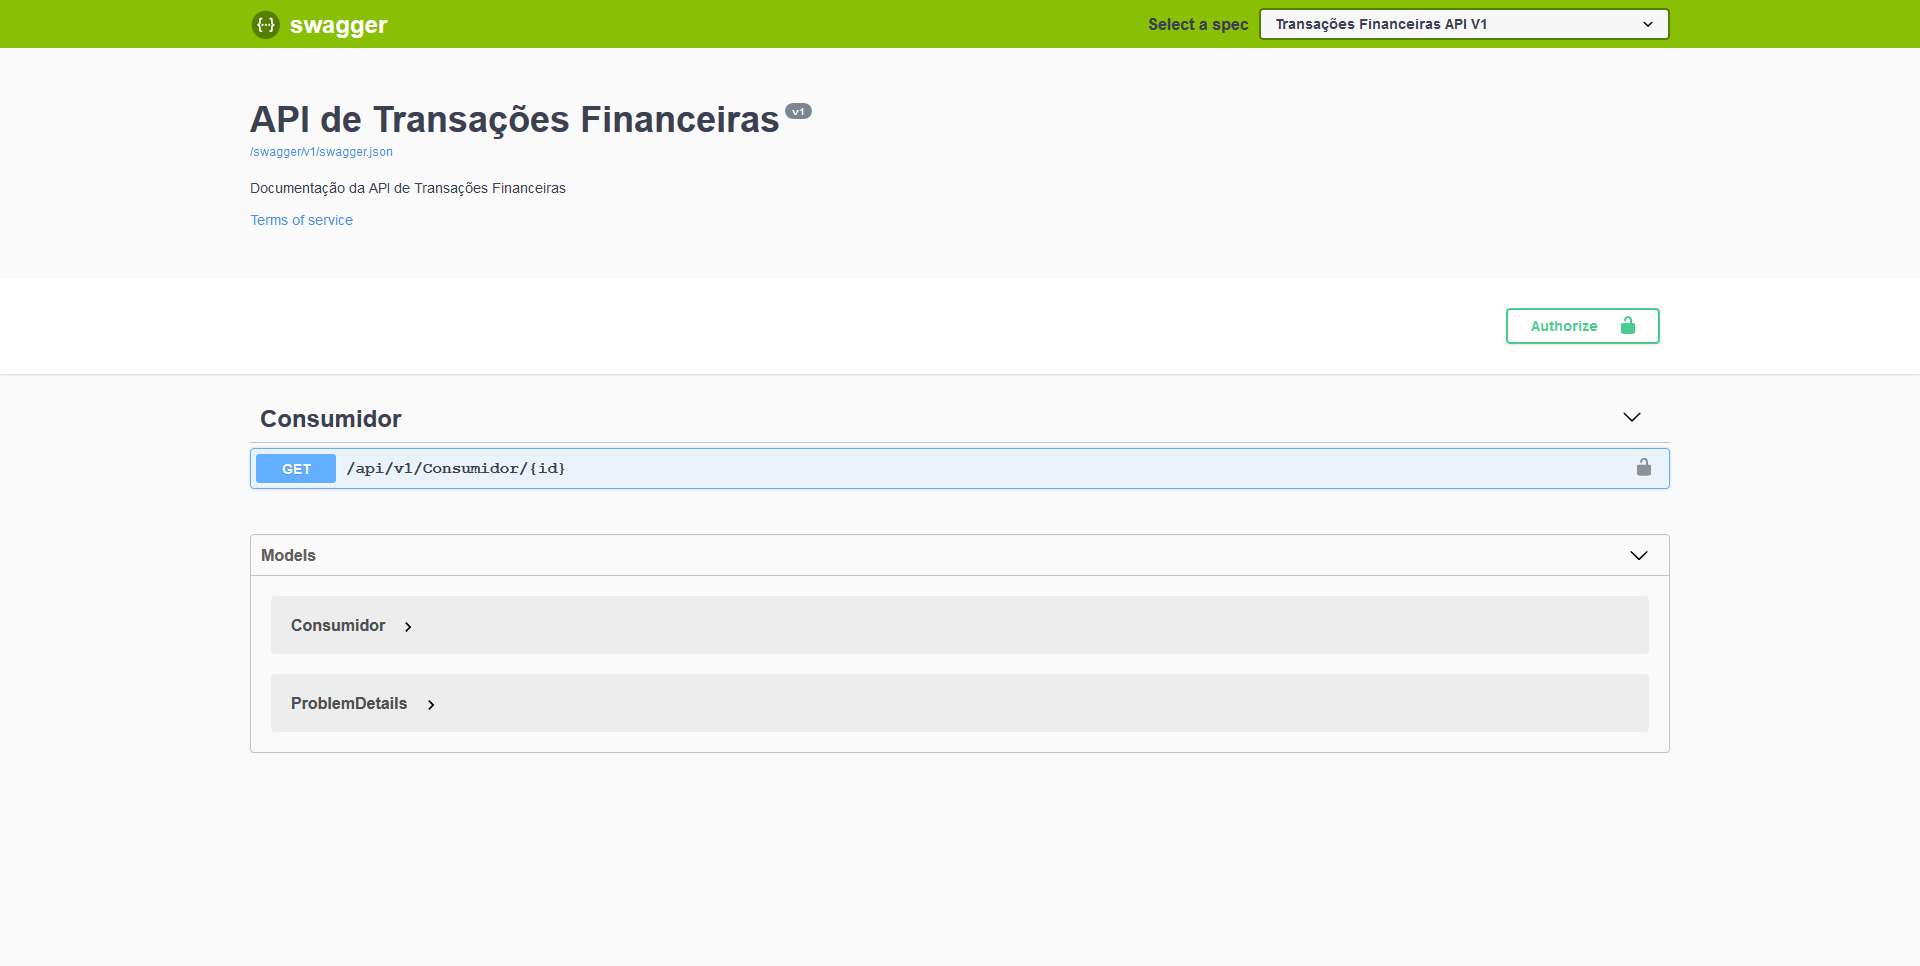 {···} swagger
Select a spec Transações Financeiras API V1
API de Transações Financeiras v1
/swagger/v1/swagger.json
Documentação da API de Transações Financeiras
Terms of service
Authorize
Consumidor
GET /api/v1/Consumidor/{id}
Models
Consumidor
ProblemDetails